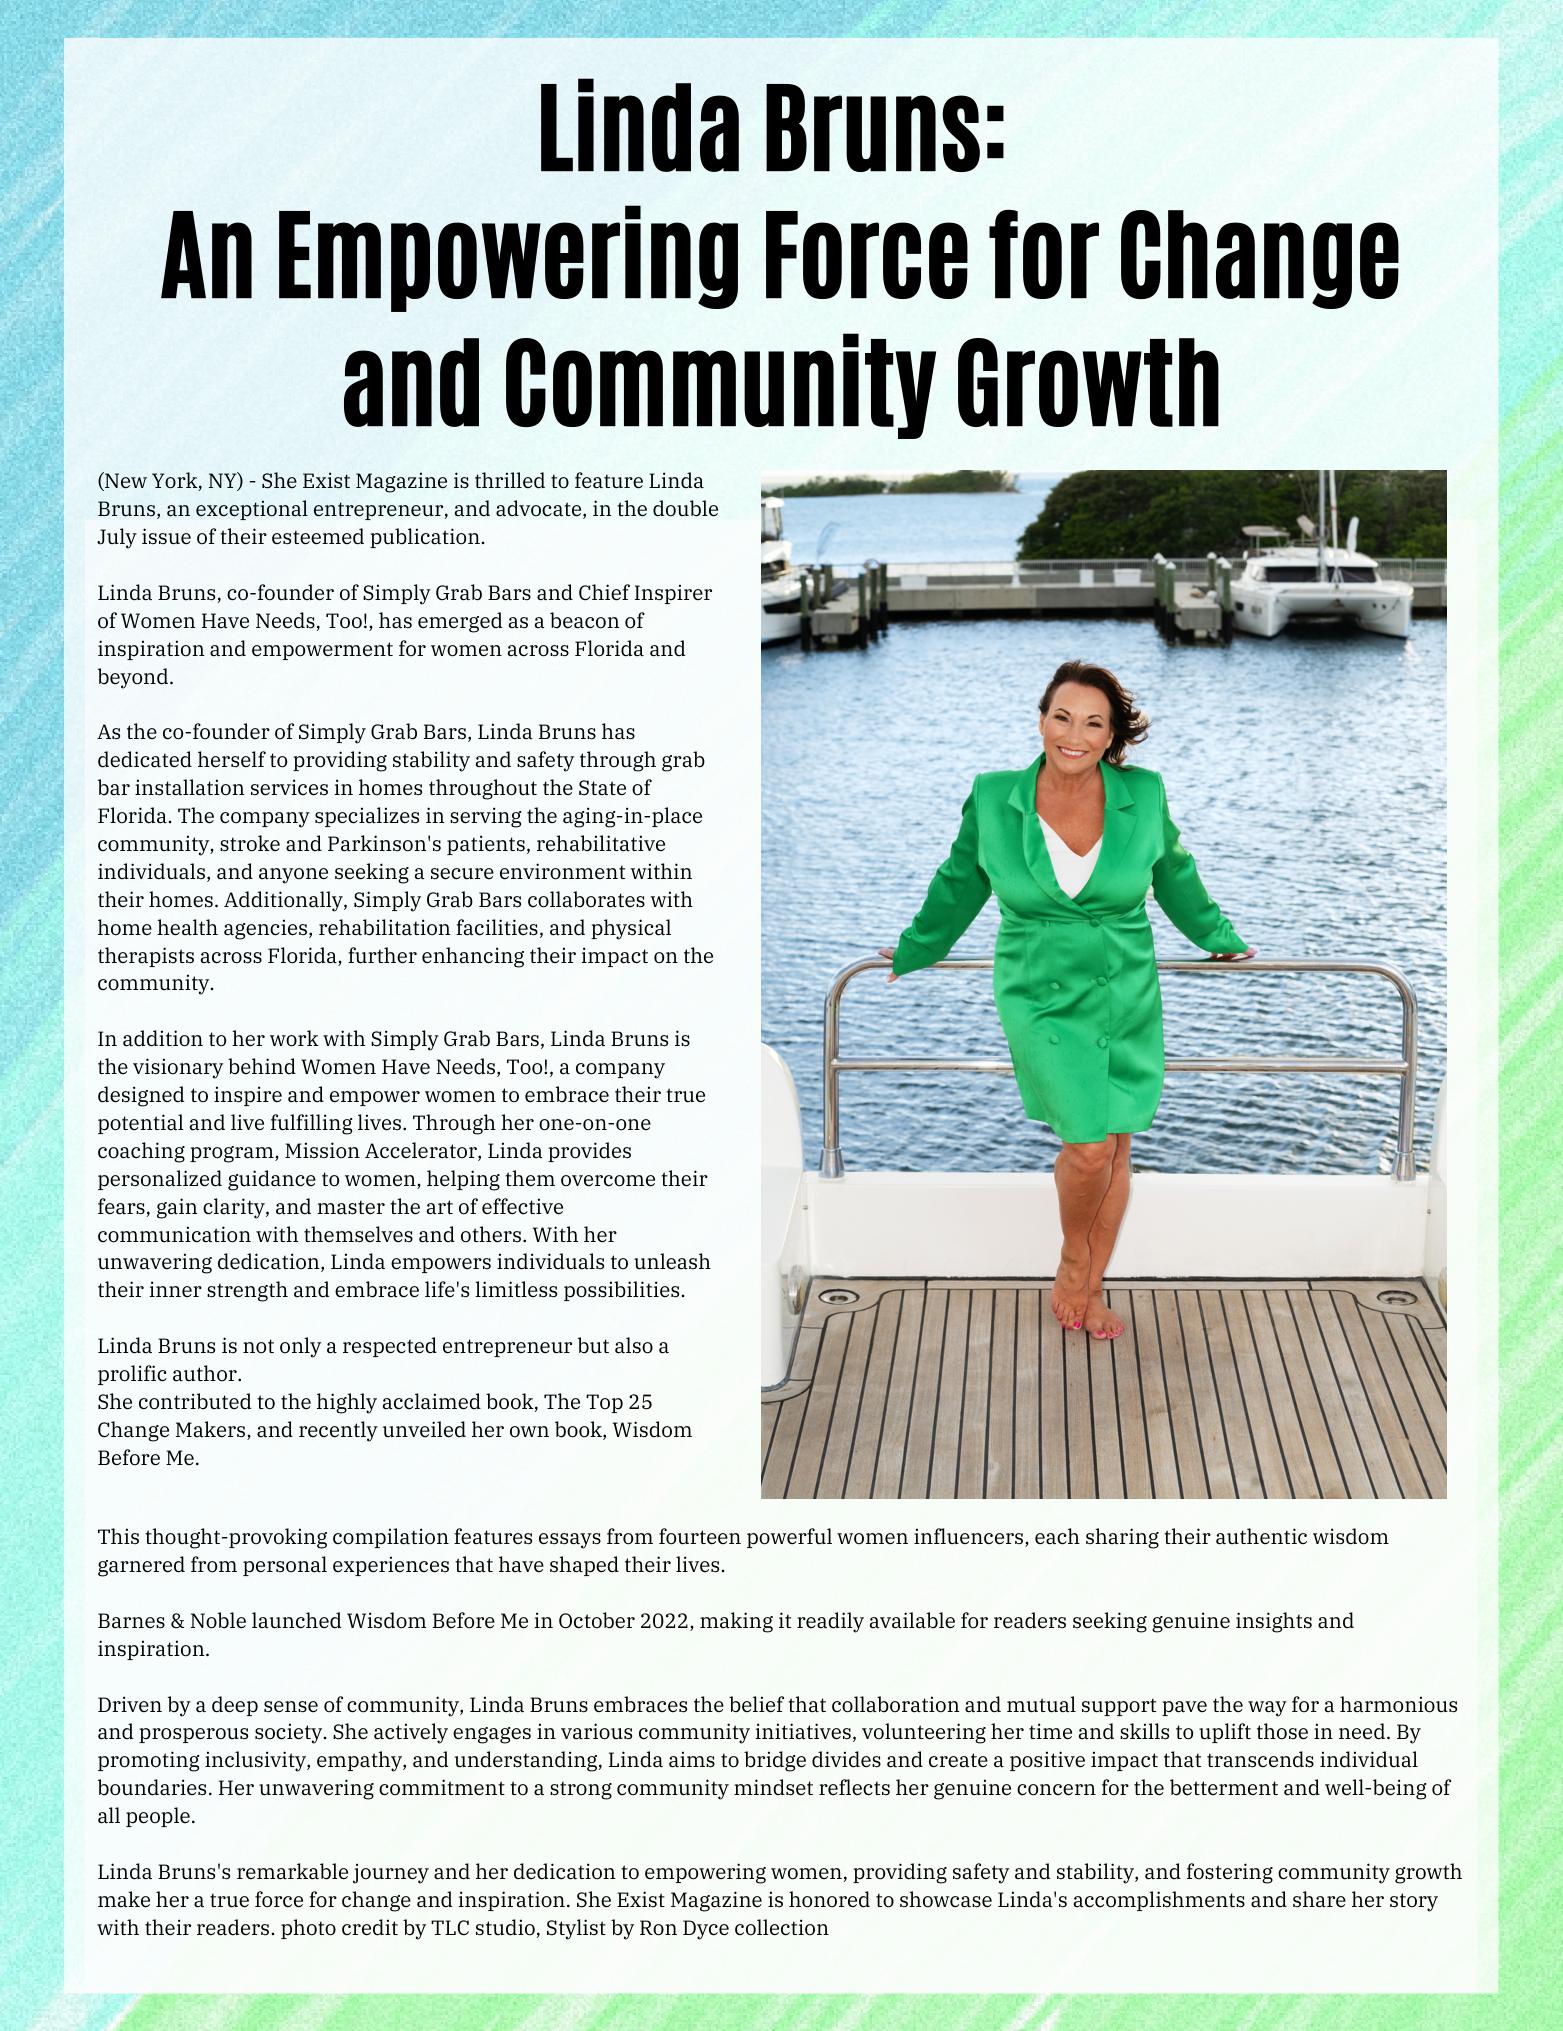 Linda Bruns:
An Empowering Force for Change
and Community Growth
(New York, NY) - She Exist Magazine is thrilled to feature Linda
Bruns, an exceptional entrepreneur, and advocate, in the double
July issue of their esteemed publication.
Linda Bruns, co-founder of Simply Grab Bars and Chief Inspirer
of Women Have Needs, Too!, has emerged as a beacon of
inspiration and empowerment for women across Florida and
beyond.
As the co-founder of Simply Grab Bars, Linda Bruns has
dedicated herself to providing stability and safety through grab
bar installation services in homes throughout the State of
Florida. The company specializes in serving the aging-in-place
community, stroke and Parkinson's patients, rehabilitative
individuals, and anyone seeking a secure environment within
their homes. Additionally, Simply Grab Bars collaborates with
home health agencies, rehabilitation facilities, and physical
therapists across Florida, further enhancing their impact on the
community.
In addition to her work with Simply Grab Bars, Linda Bruns is
the visionary behind Women Have Needs, Too!, a company
designed to inspire and empower women to embrace their true
potential and live fulfilling lives. Through her one-on-one
coaching program, Mission Accelerator, Linda provides
personalized guidance to women, helping them overcome their
fears, gain clarity, and master the art of effective
communication with themselves and others. With her
unwavering dedication, Linda empowers individuals to unleash
their inner strength and embrace life's limitless possibilities.
Linda Bruns is not only a respected entrepreneur but also a
prolific author.
She contributed to the highly acclaimed book, The Top 25
Change Makers, and recently unveiled her own book, Wisdom
Before Me.
This thought-provoking compilation features essays from fourteen powerful women influencers, each sharing their authentic wisdom
garnered from personal experiences that have shaped their lives.
Barnes & Noble launched Wisdom Before Me in October 2022, making it readily available for readers seeking genuine insights and
inspiration.
Driven by a deep sense of community, Linda Bruns embraces the belief that collaboration and mutual support pave the way for a harmonious
and prosperous society. She actively engages in various community initiatives, volunteering her time and skills to uplift those in need. By
promoting inclusivity, empathy, and understanding, Linda aims to bridge divides and create a positive impact that transcends individual
boundaries. Her unwavering commitment to a strong community mindset reflects her genuine concern for the betterment and well-being of
all people.
Linda Bruns's remarkable journey and her dedication to empowering women, providing safety and stability, and fostering community growth
make her a true force for change and inspiration. She Exist Magazine is honored to showcase Linda's accomplishments and share her story
with their readers. photo credit by TLC studio, Stylist by Ron Dyce collection